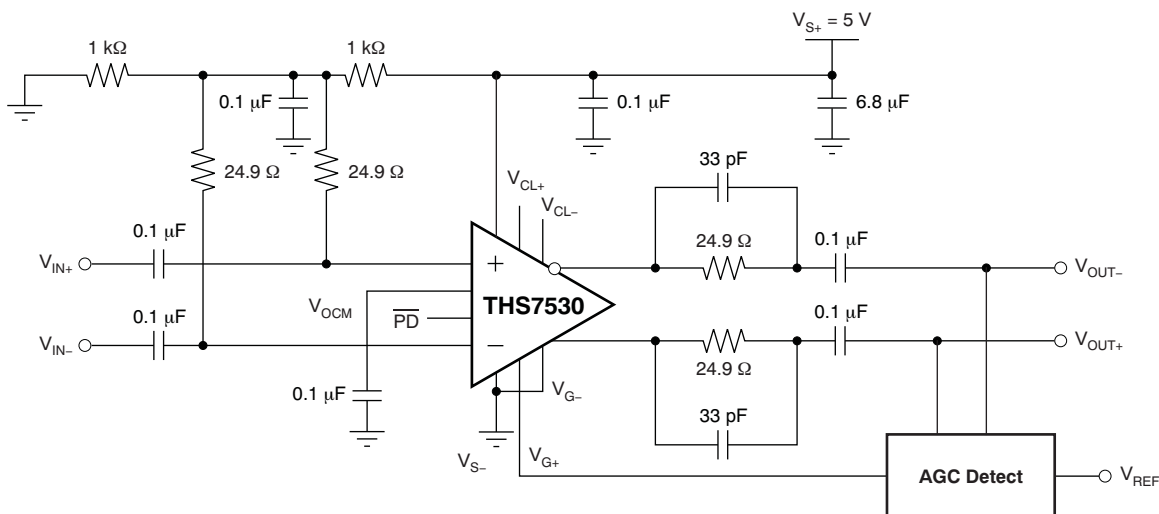 V_S+ = 5 V
1 kΩ
1 kΩ
0.1 μF
0.1 μF
6.8 μF
24.9 Ω
24.9 Ω
33 pF
V_CL+
V_CL−
0.1 μF
24.9 Ω
0.1 μF
V_IN+
+
V_OUT−
THS7530
V_OCM
PD
0.1 μF
0.1 μF
V_IN−
−
V_OUT+
24.9 Ω
0.1 μF
V_G−
33 pF
V_S−
V_G+
AGC Detect
V_REF